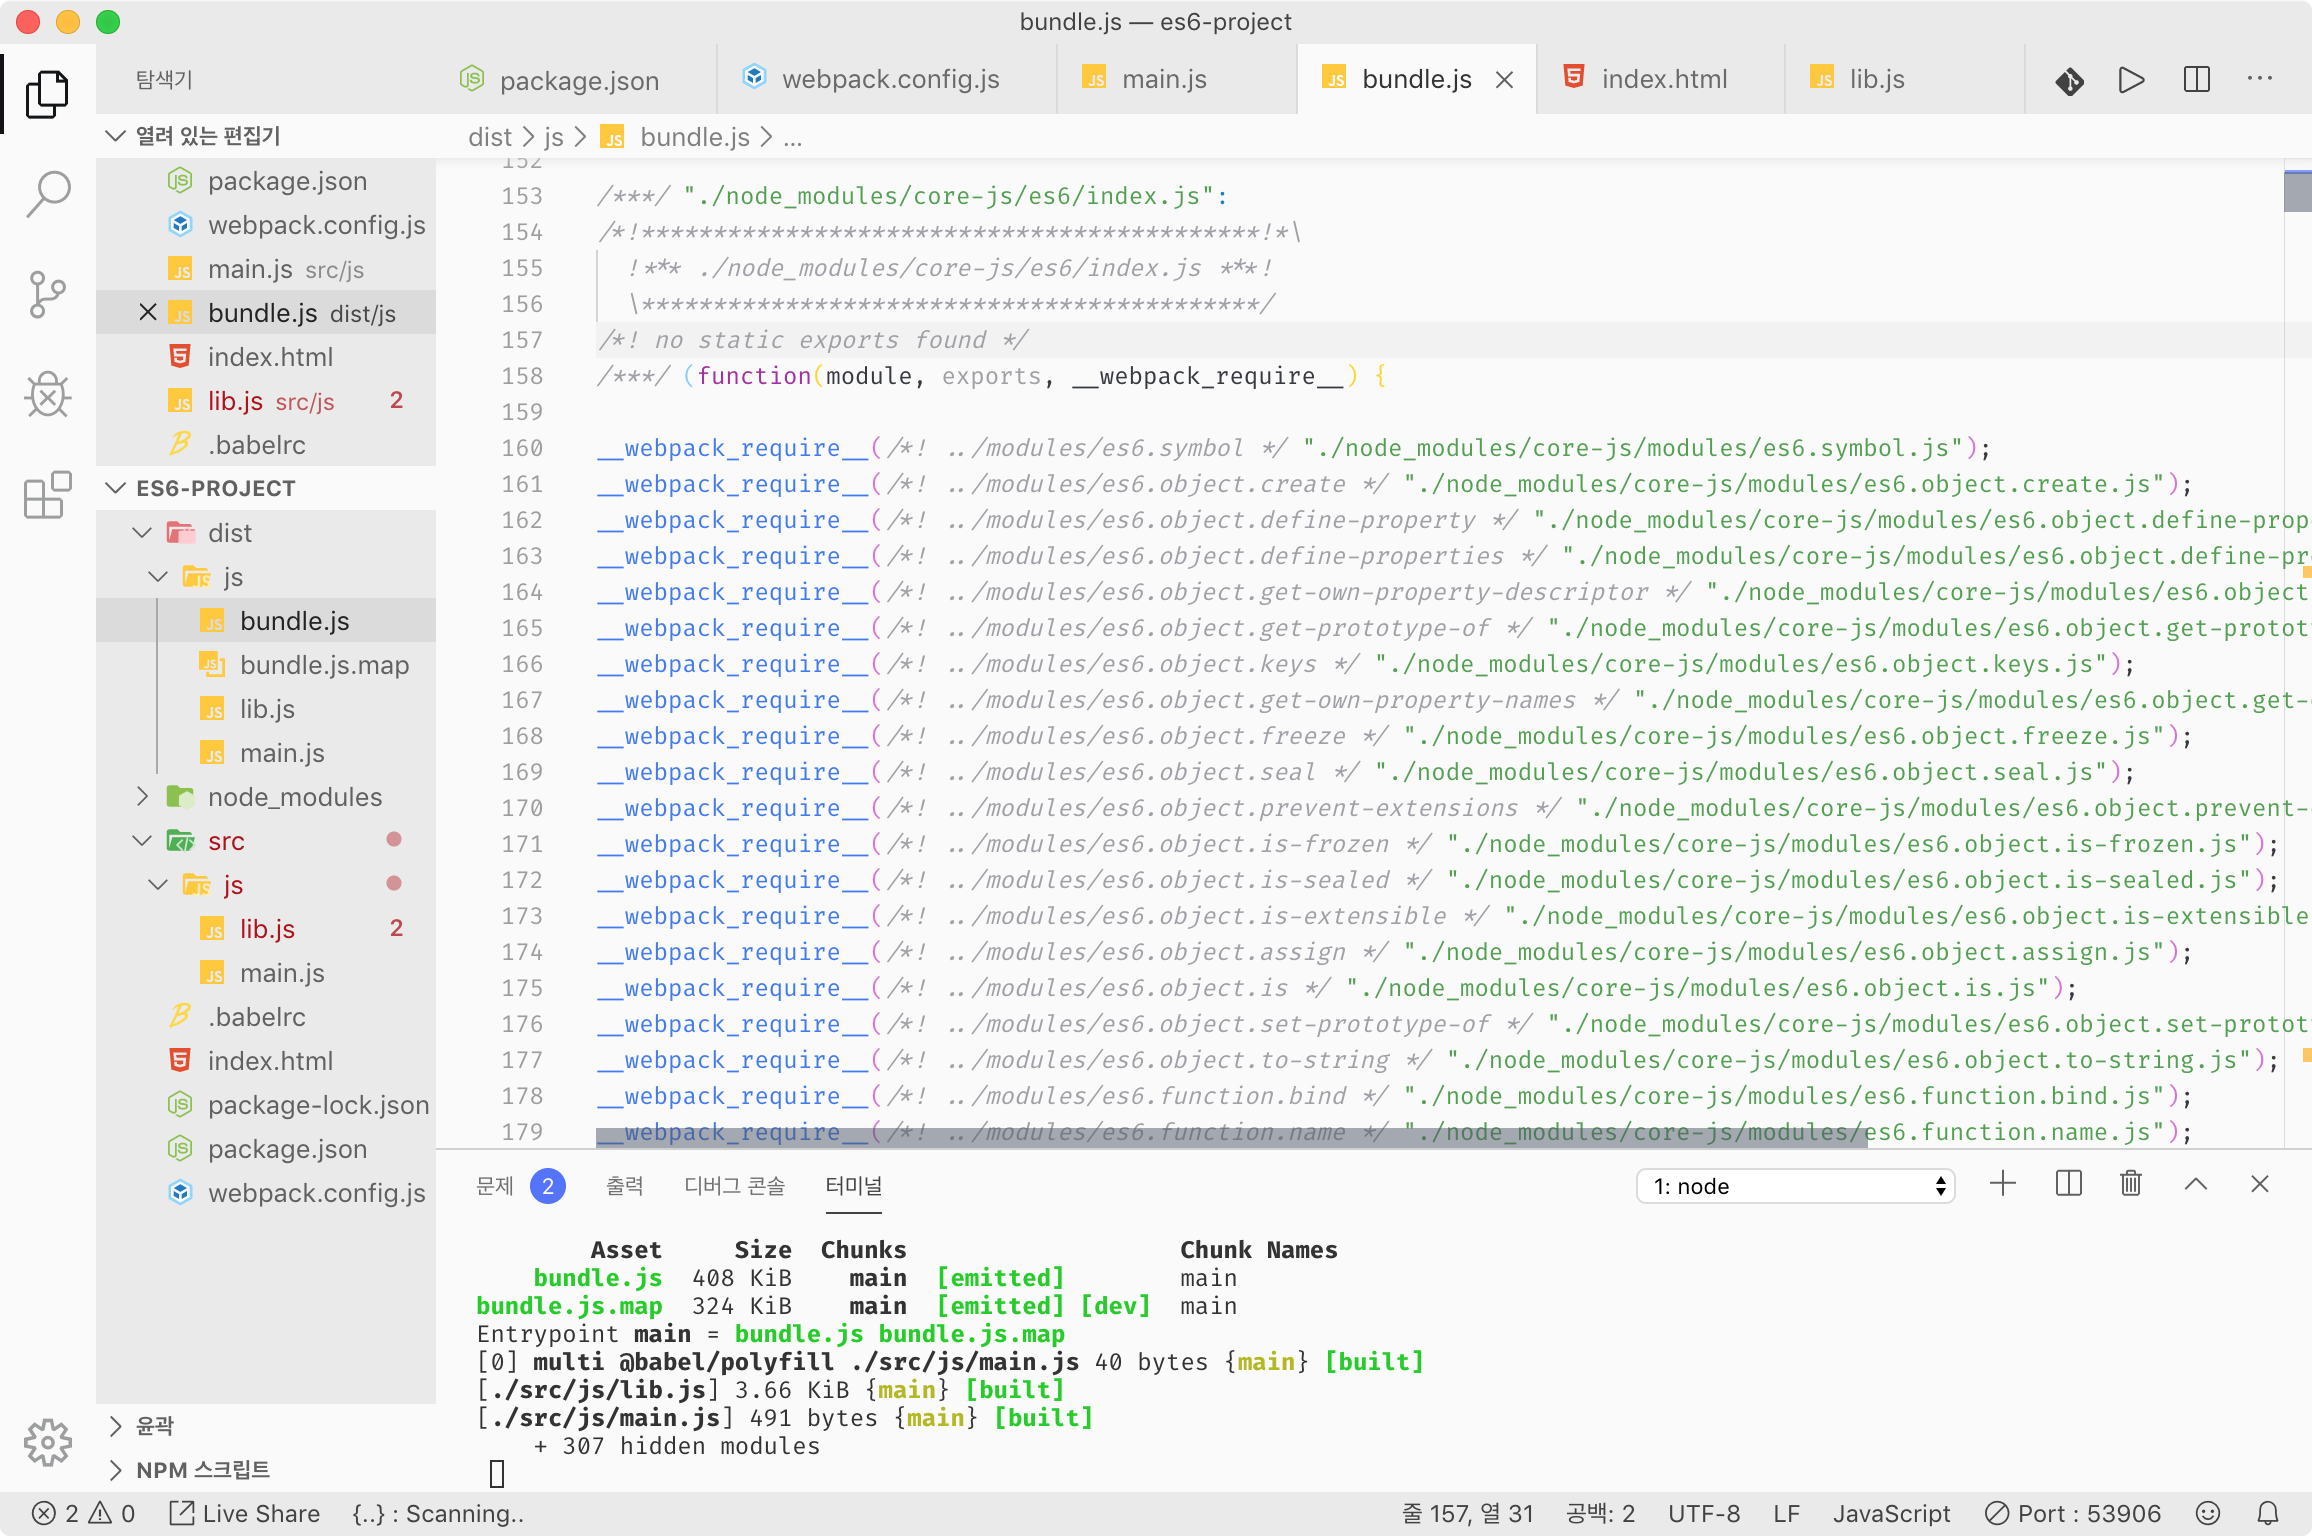 bundle.js — es6-project
탐색기
package.json
webpack.config.js
main.js
bundle.js
index.html
lib.js
열려 있는 편집기
package.json
webpack.config.js
main.js src/js
bundle.js dist/js
index.html
lib.js src/js 2
.babelrc
ES6-PROJECT
dist
js
bundle.js
bundle.js.map
lib.js
main.js
node_modules
src
js
lib.js 2
main.js
.babelrc
index.html
package-lock.json
package.json
webpack.config.js
윤곽
NPM 스크립트
dist > js > bundle.js > ...
152
153 /***/ "./node_modules/core-js/es6/index.js":
154 /*!*******************************************!*\
155   !*** ./node_modules/core-js/es6/index.js ***!
156   \*******************************************/
157 /*! no static exports found */
158 /***/ (function(module, exports, __webpack_require__) {
159
160 __webpack_require__(/*! ../modules/es6.symbol */ "./node_modules/core-js/modules/es6.symbol.js");
161 __webpack_require__(/*! ../modules/es6.object.create */ "./node_modules/core-js/modules/es6.object.create.js");
162 __webpack_require__(/*! ../modules/es6.object.define-property */ "./node_modules/core-js/modules/es6.object.define-prop
163 __webpack_require__(/*! ../modules/es6.object.define-properties */ "./node_modules/core-js/modules/es6.object.define-pr
164 __webpack_require__(/*! ../modules/es6.object.get-own-property-descriptor */ "./node_modules/core-js/modules/es6.object
165 __webpack_require__(/*! ../modules/es6.object.get-prototype-of */ "./node_modules/core-js/modules/es6.object.get-protot
166 __webpack_require__(/*! ../modules/es6.object.keys */ "./node_modules/core-js/modules/es6.object.keys.js");
167 __webpack_require__(/*! ../modules/es6.object.get-own-property-names */ "./node_modules/core-js/modules/es6.object.get-
168 __webpack_require__(/*! ../modules/es6.object.freeze */ "./node_modules/core-js/modules/es6.object.freeze.js");
169 __webpack_require__(/*! ../modules/es6.object.seal */ "./node_modules/core-js/modules/es6.object.seal.js");
170 __webpack_require__(/*! ../modules/es6.object.prevent-extensions */ "./node_modules/core-js/modules/es6.object.prevent-
171 __webpack_require__(/*! ../modules/es6.object.is-frozen */ "./node_modules/core-js/modules/es6.object.is-frozen.js");
172 __webpack_require__(/*! ../modules/es6.object.is-sealed */ "./node_modules/core-js/modules/es6.object.is-sealed.js");
173 __webpack_require__(/*! ../modules/es6.object.is-extensible */ "./node_modules/core-js/modules/es6.object.is-extensible
174 __webpack_require__(/*! ../modules/es6.object.assign */ "./node_modules/core-js/modules/es6.object.assign.js");
175 __webpack_require__(/*! ../modules/es6.object.is */ "./node_modules/core-js/modules/es6.object.is.js");
176 __webpack_require__(/*! ../modules/es6.object.set-prototype-of */ "./node_modules/core-js/modules/es6.object.set-protot
177 __webpack_require__(/*! ../modules/es6.object.to-string */ "./node_modules/core-js/modules/es6.object.to-string.js");
178 __webpack_require__(/*! ../modules/es6.function.bind */ "./node_modules/core-js/modules/es6.function.bind.js");
179 __webpack_require__(/*! ../modules/es6.function.name */ "./node_modules/core-js/modules/es6.function.name.js");
문제 2 출력 디버그 콘솔 터미널 1: node
Asset Size Chunks Chunk Names
bundle.js 408 KiB main [emitted] main
bundle.js.map 324 KiB main [emitted] [dev] main
Entrypoint main = bundle.js bundle.js.map
[0] multi @babel/polyfill ./src/js/main.js 40 bytes {main} [built]
[./src/js/lib.js] 3.66 KiB {main} [built]
[./src/js/main.js] 491 bytes {main} [built]
+ 307 hidden modules
2 0 Live Share {..} : Scanning.. 줄 157, 열 31 공백: 2 UTF-8 LF JavaScript Port : 53906